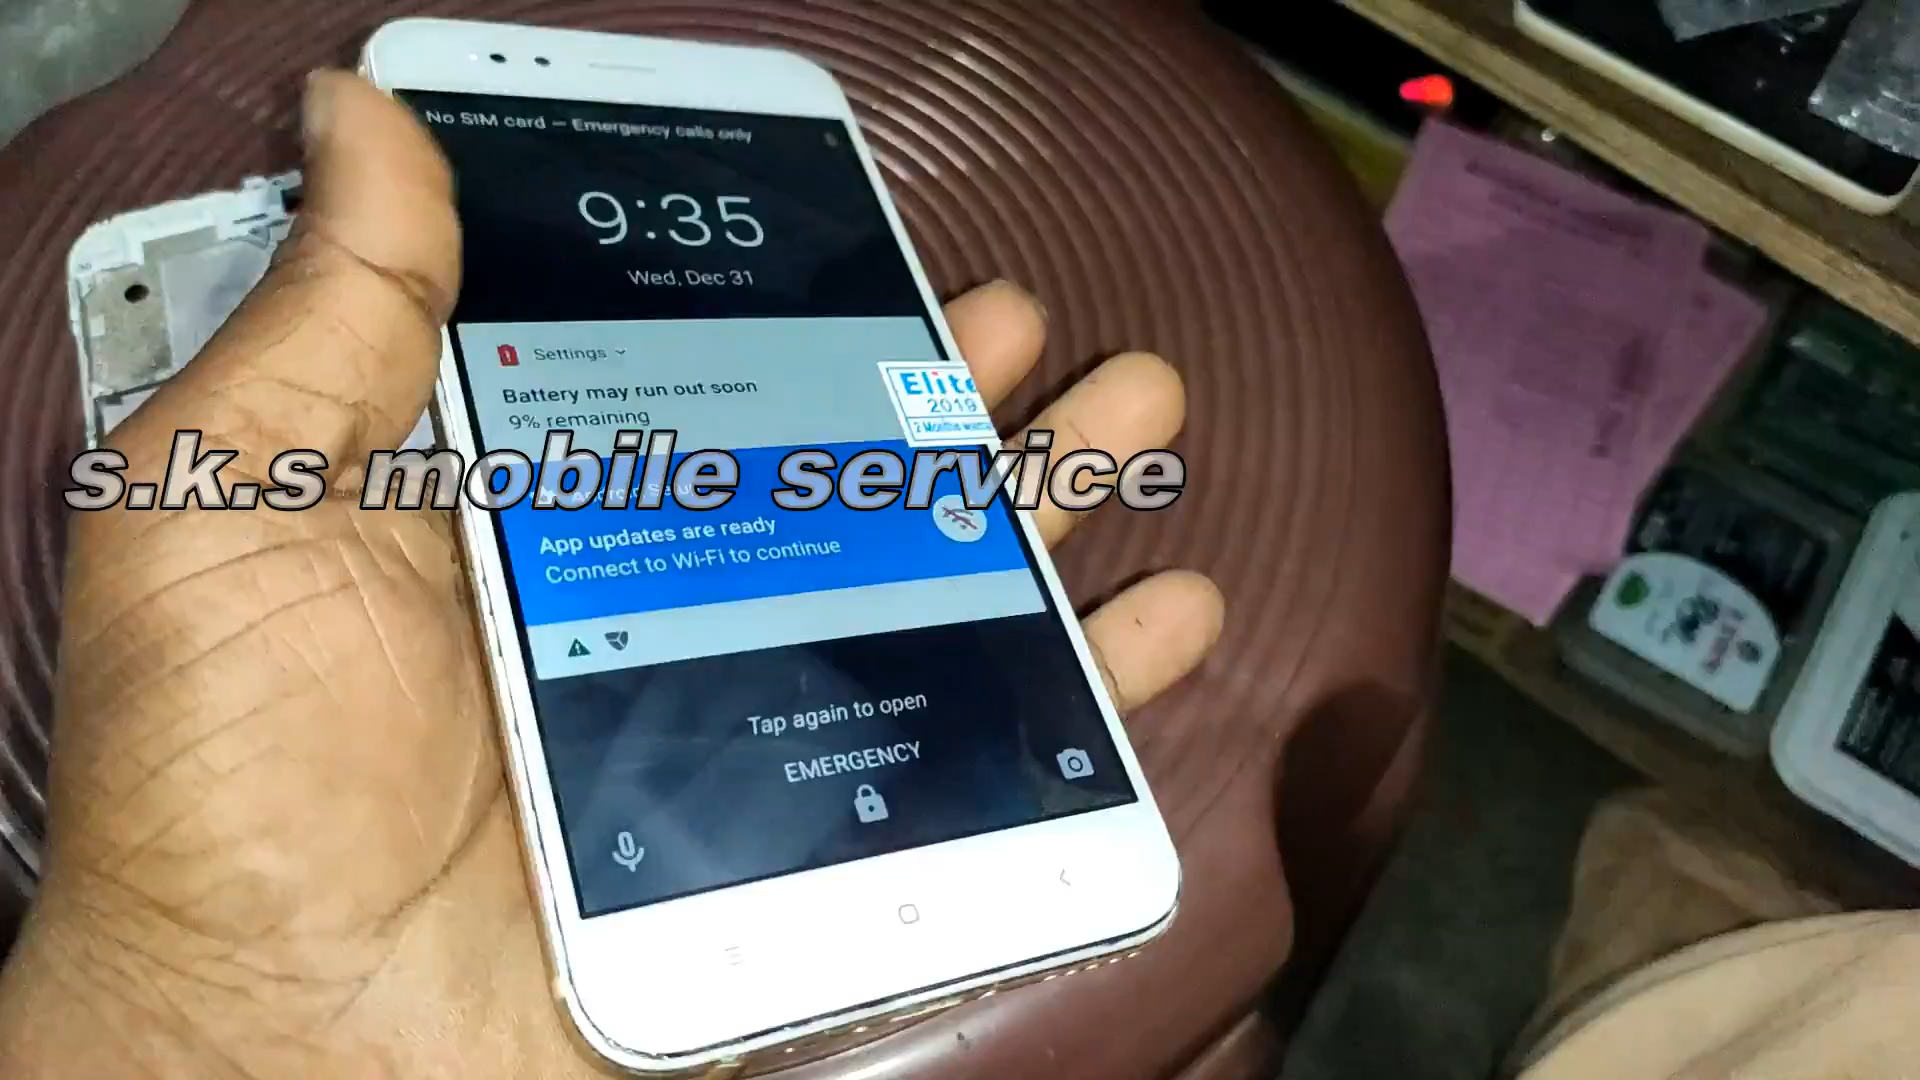 No SIM card — Emergency calls only
9:35
Wed, Dec 31
Settings
Battery may run out soon
9% remaining
Elite
2019
2 Months
s.k.s mobile service
App updates are ready
Connect to Wi-Fi to continue
Tap again to open
EMERGENCY